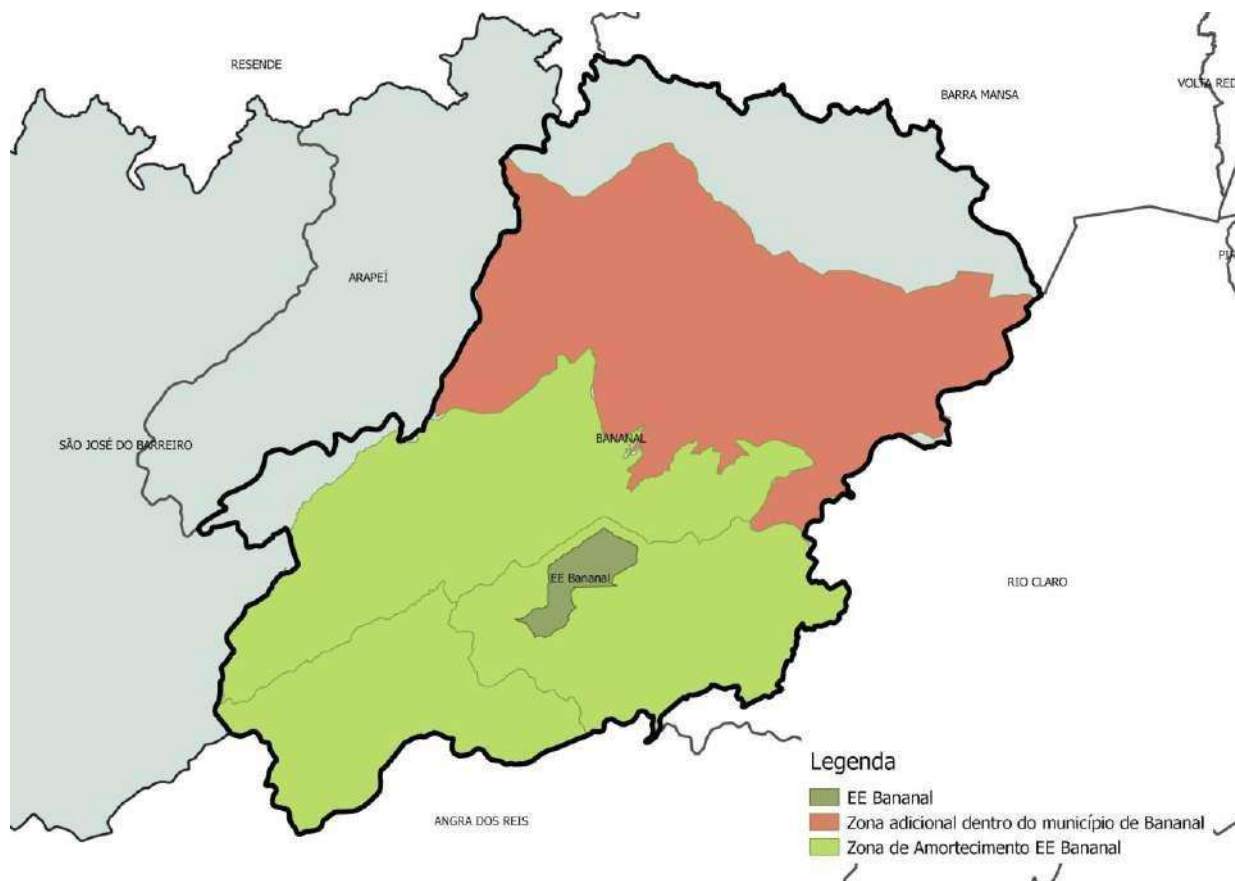 RESENDE
BARRA MANSA
VOLTA RED
PIA
ARAPEÍ
SÃO JOSÉ DO BARREIRO
BANANAL
EE Bananal
RIO CLARO
ANGRA DOS REIS
Legenda
EE Bananal
Zona adicional dentro do município de Bananal
Zona de Amortecimento EE Bananal